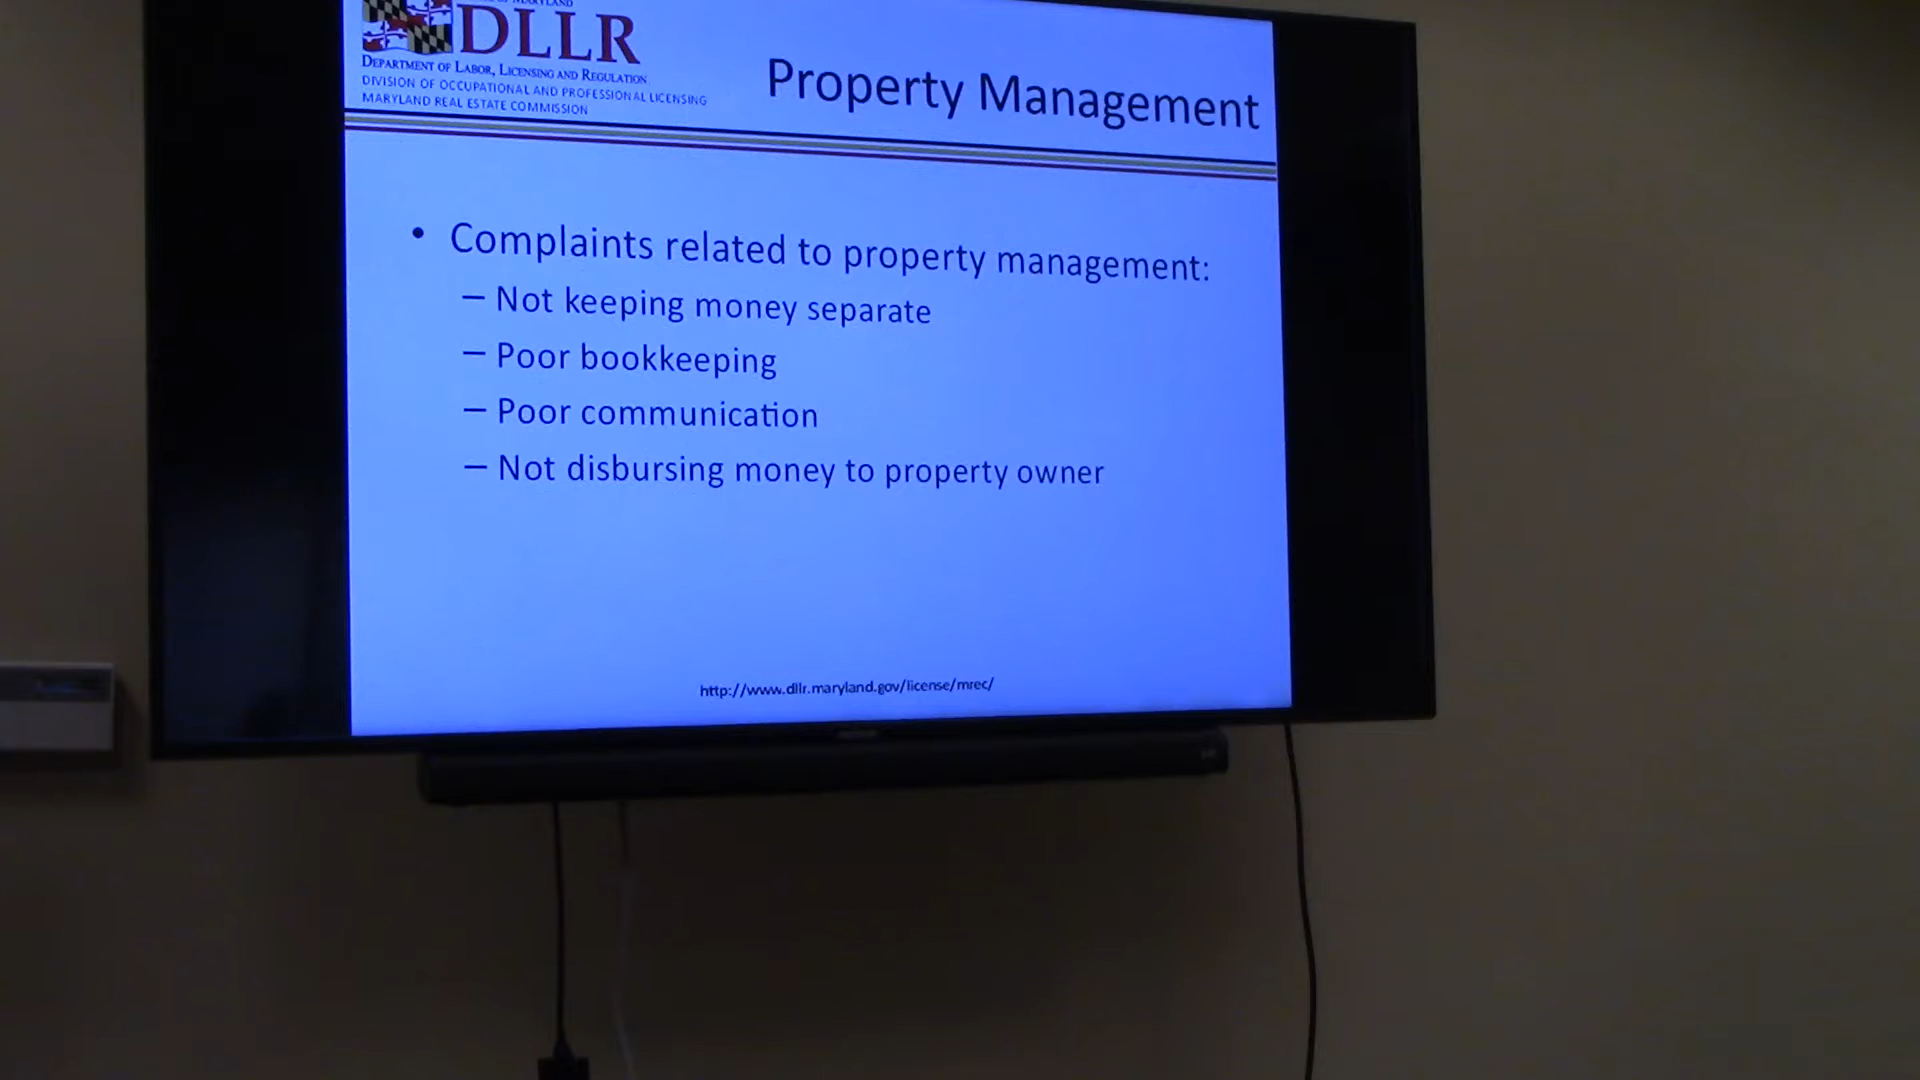 MARYLAND
DLLR
DEPARTMENT OF LABOR, LICENSING AND REGULATION
DIVISION OF OCCUPATIONAL AND PROFESSIONAL LICENSING
MARYLAND REAL ESTATE COMMISSION
Property Management
• Complaints related to property management:
– Not keeping money separate
– Poor bookkeeping
– Poor communication
– Not disbursing money to property owner
http://www.dllr.maryland.gov/license/mrec/